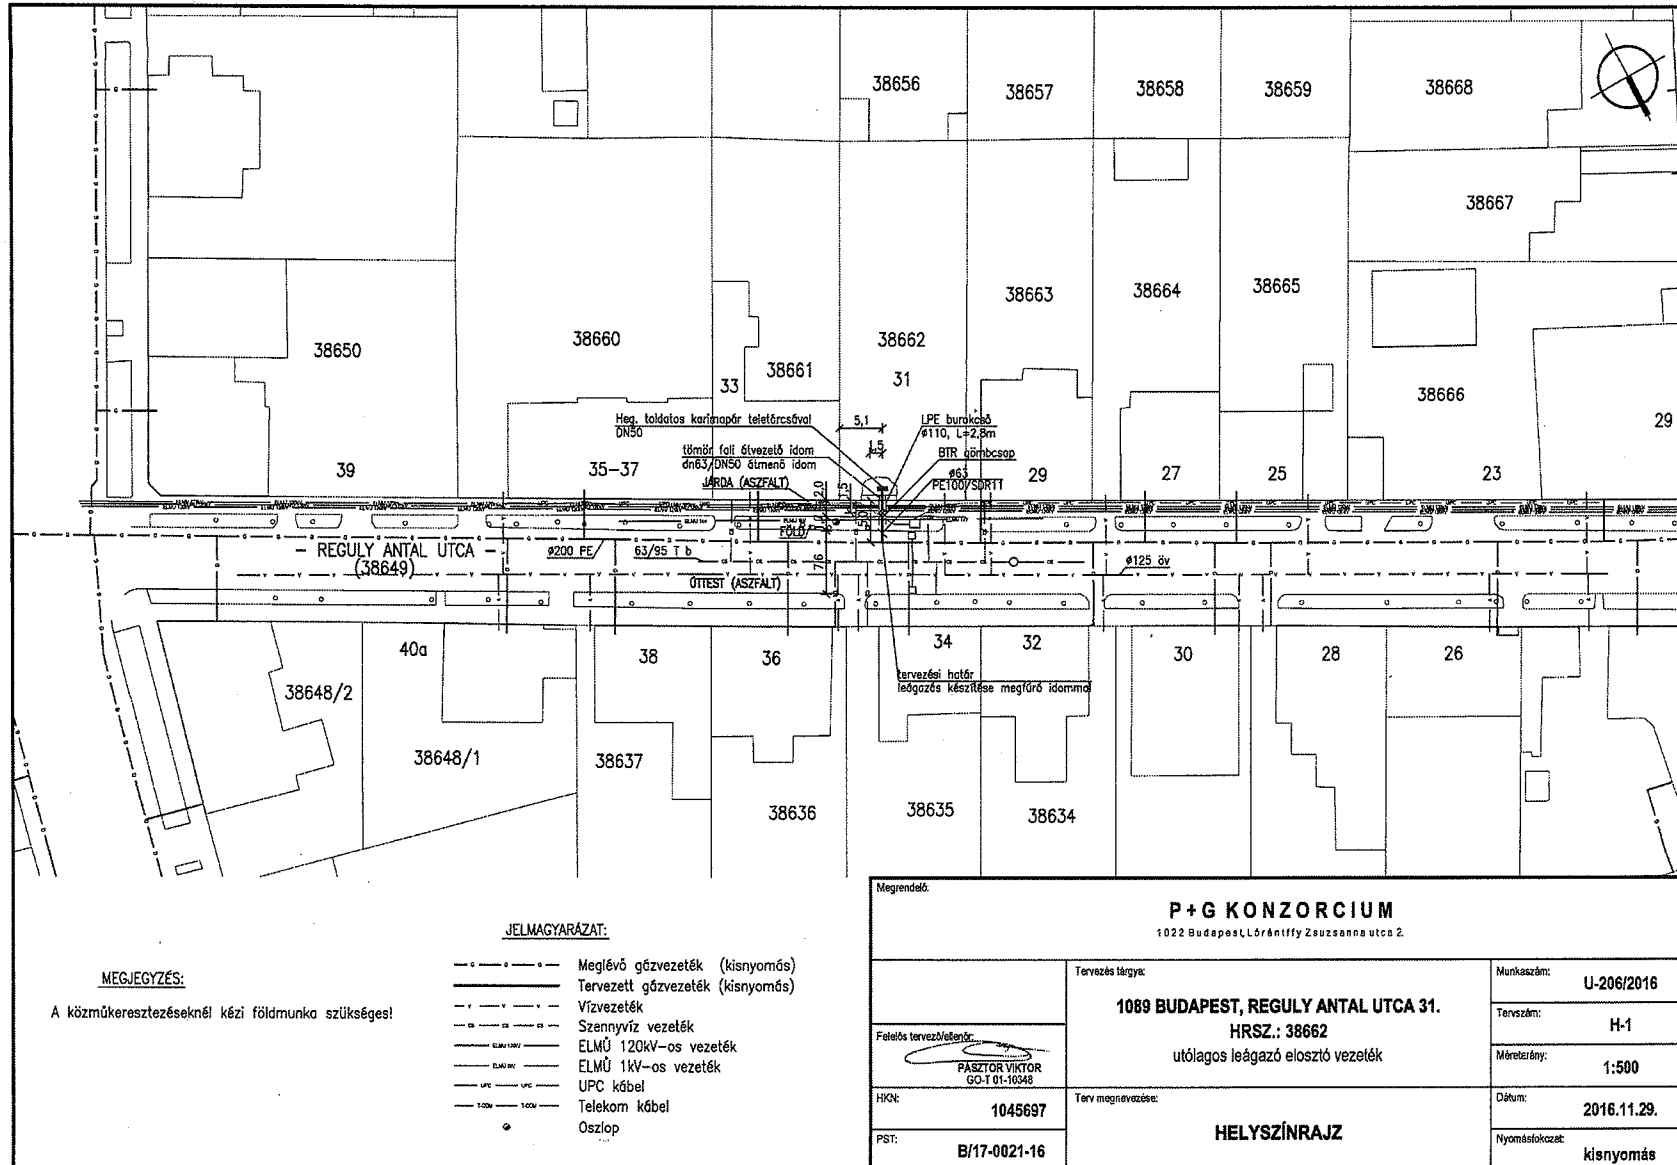 38656
38657
38658
38659
38668
38667
38650
38660
38661
38662
38663
38664
38665
38666
33
31
39
35-37
29
27
25
23
29
Heg. toldatos karimapár teletárcsával
DN50
tömör fali átvezető idom
dn63/DN50 átmenő idom
JÁRDA (ASZFALT)
5,1
1,5
LPE burokcső
ø110, L=2,8m
BTR gömbcsap
ø63
PE100/SDR11
2,0
1,5
FÖLD
7,6
- REGULY ANTAL UTCA -
(38649)
ø200 PE
63/95 T b
ÚTTEST (ASZFALT)
ø125 öv
40a
38
36
34
32
30
28
26
tervezési határ
leágazás készítése megfúró idommal
38648/2
38648/1
38637
38636
38635
38634
MEGJEGYZÉS:
A közműkeresztezéseknél kézi földmunka szükséges!
JELMAGYARÁZAT:
Meglévő gázvezeték (kisnyomás)
Tervezett gázvezeték (kisnyomás)
Vízvezeték
Szennyvíz vezeték
ELMŰ 120kV-os vezeték
ELMŰ 1kV-os vezeték
UPC kábel
Telekom kábel
Oszlop
Megrendelő:
P+G KONZORCIUM
1022 Budapest, Lórántffy Zsuzsanna utca 2.
Tervezés tárgya:
1089 BUDAPEST, REGULY ANTAL UTCA 31.
HRSZ.: 38662
utólagos leágazó elosztó vezeték
Munkaszám:
U-206/2016
Tervszám:
H-1
Méretarány:
1:500
Felelős tervező/ellenőr:
PÁSZTOR VIKTOR
GO-T 01-10348
HKN:
1045697
PST:
B/17-0021-16
Terv megnevezése:
HELYSZÍNRAJZ
Dátum:
2016.11.29.
Nyomásfokozat:
kisnyomás